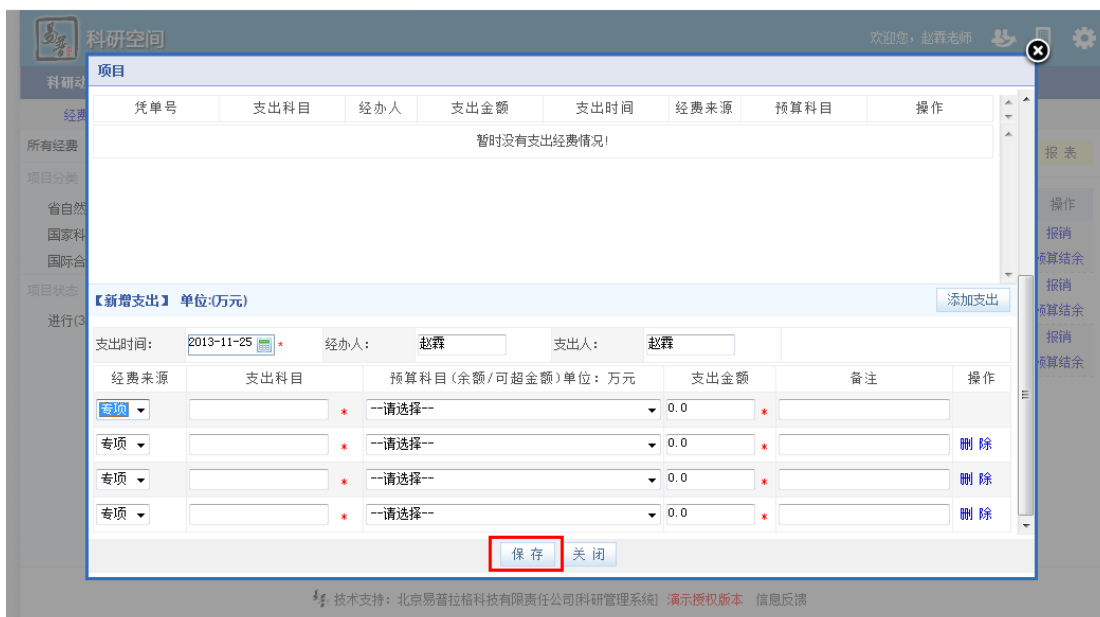 易普 科研空间 欢迎您，赵霖老师
科研动
项目
经费
凭单号 支出科目 经办人 支出金额 支出时间 经费来源 预算科目 操作
所有经费
暂时没有支出经费情况!
报 表
项目分类
省自然
操作
国家科
报销
国际合
预算结余
项目状态
【新增支出】 单位:(万元) 添加支出
报销
进行(3
预算结余
支出时间: 2013-11-25 * 经办人: 赵霖 支出人: 赵霖
报销
预算结余
经费来源 支出科目 预算科目(余额/可超金额)单位: 万元 支出金额 备注 操作
专项 * --请选择-- 0.0 *
专项 * --请选择-- 0.0 * 删 除
专项 * --请选择-- 0.0 * 删 除
专项 * --请选择-- 0.0 * 删 除
保 存 关 闭
技术支持: 北京易普拉格科技有限责任公司[科研管理系统] 演示授权版本 信息反馈